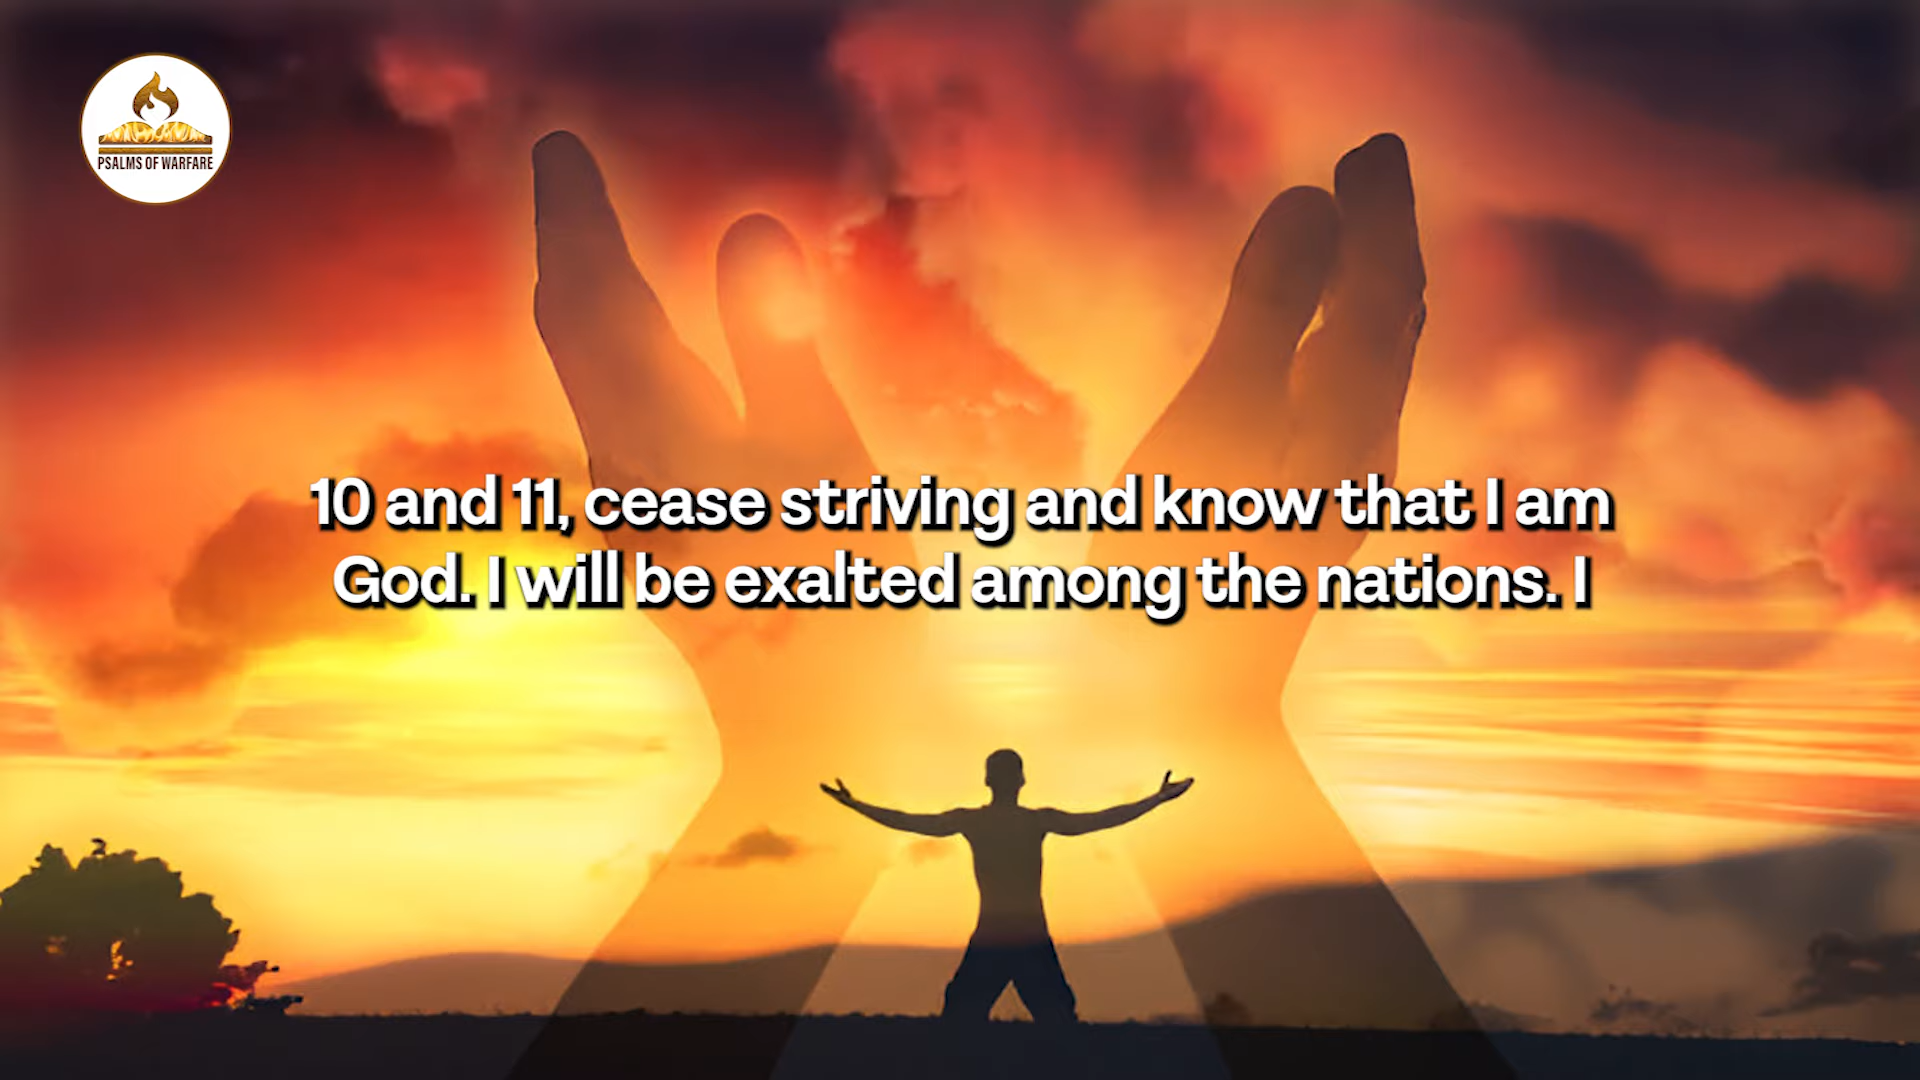 PSALMS OF WARFARE
10 and 11, cease striving and know that I am
God. I will be exalted among the nations. I